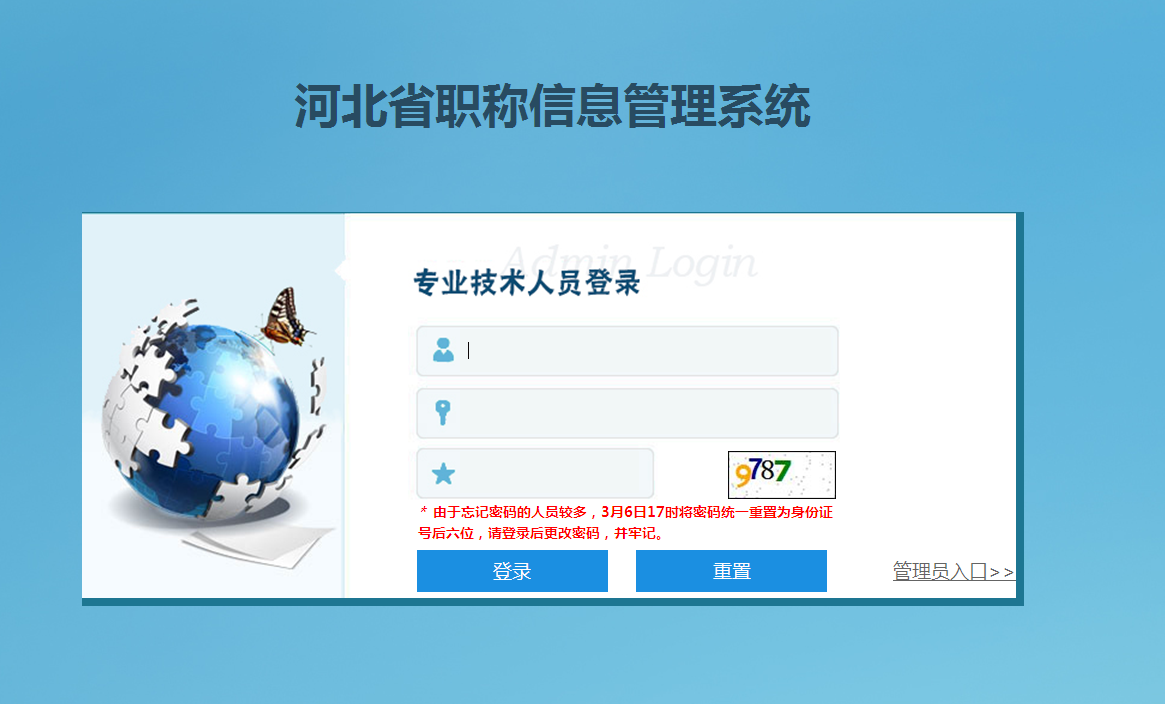 河北省职称信息管理系统
Admin Login
专业技术人员登录
9787
* 由于忘记密码的人员较多，3月6日17时将密码统一重置为身份证
号后六位，请登录后更改密码，并牢记。
登录
重置
管理员入口>>